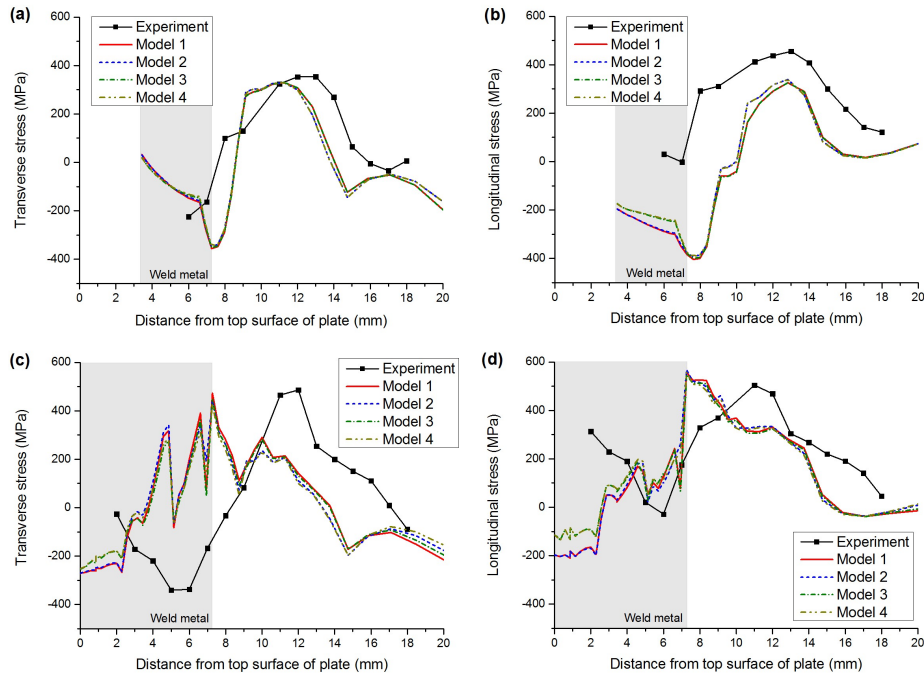 (a)
Experiment
Model 1
Model 2
Model 3
Model 4
Weld metal
600
400
200
0
-200
-400
Transverse stress (MPa)
0 2 4 6 8 10 12 14 16 18 20
Distance from top surface of plate (mm)
(b)
Experiment
Model 1
Model 2
Model 3
Model 4
Weld metal
600
400
200
0
-200
-400
Longitudinal stress (MPa)
0 2 4 6 8 10 12 14 16 18 20
Distance from top surface of plate (mm)
(c)
Experiment
Model 1
Model 2
Model 3
Model 4
Weld metal
600
400
200
0
-200
-400
Transverse stress (MPa)
0 2 4 6 8 10 12 14 16 18 20
Distance from top surface of plate (mm)
(d)
Experiment
Model 1
Model 2
Model 3
Model 4
Weld metal
600
400
200
0
-200
-400
Longitudinal stress (MPa)
0 2 4 6 8 10 12 14 16 18 20
Distance from top surface of plate (mm)